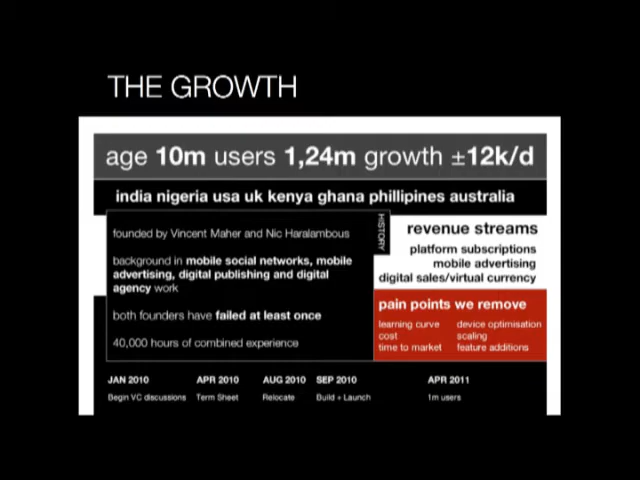 THE GROWTH
age 10m users 1,24m growth ±12k/d
india nigeria usa uk kenya ghana phillipines australia
HISTORY
founded by Vincent Maher and Nic Haralambous
background in mobile social networks, mobile
advertising, digital publishing and digital
agency work
both founders have failed at least once
40,000 hours of combined experience
revenue streams
platform subscriptions
mobile advertising
digital sales/virtual currency
pain points we remove
learning curve device optimisation
cost scaling
time to market feature additions
JAN 2010 APR 2010 AUG 2010 SEP 2010 APR 2011
Begin VC discussions Term Sheet Relocate Build + Launch 1m users